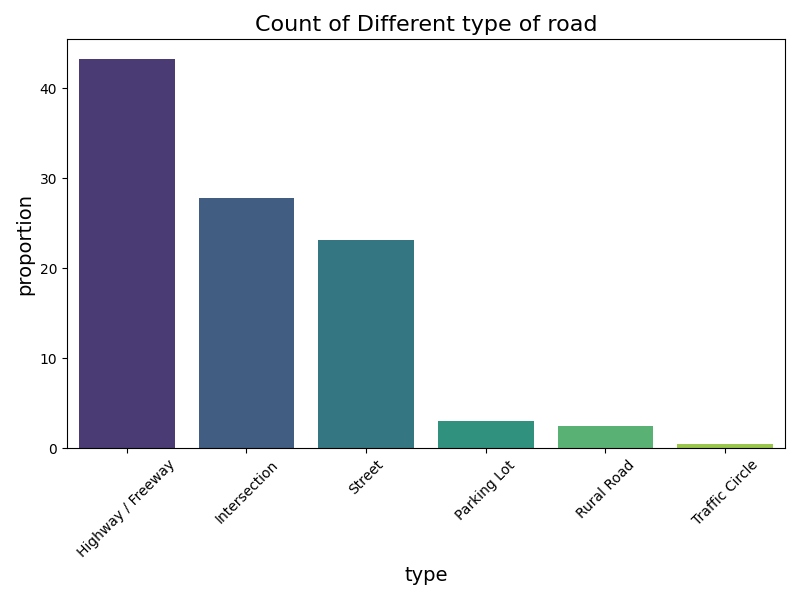 Count of Different type of road
proportion
40
30
20
10
0
Highway / Freeway
Intersection
Street
Parking Lot
Rural Road
Traffic Circle
type